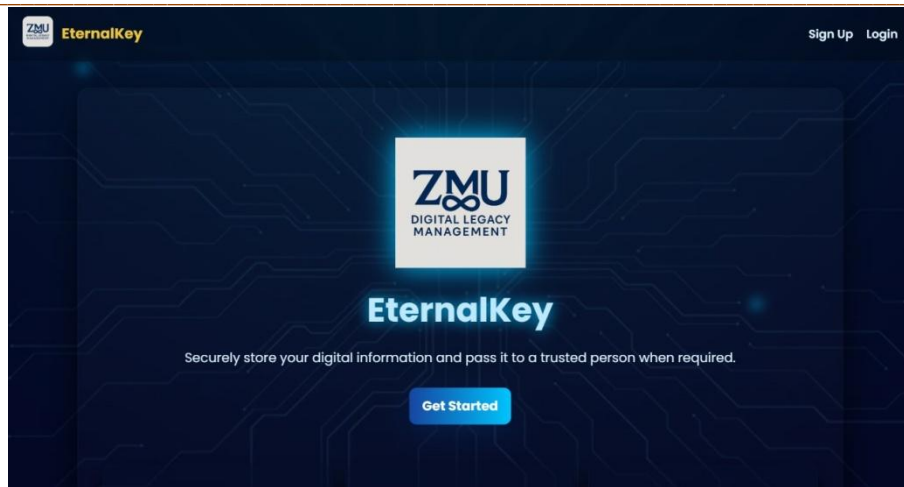 EternalKey
Sign Up Login
ZMU
DIGITAL LEGACY
MANAGEMENT
EternalKey
Securely store your digital information and pass it to a trusted person when required.
Get Started